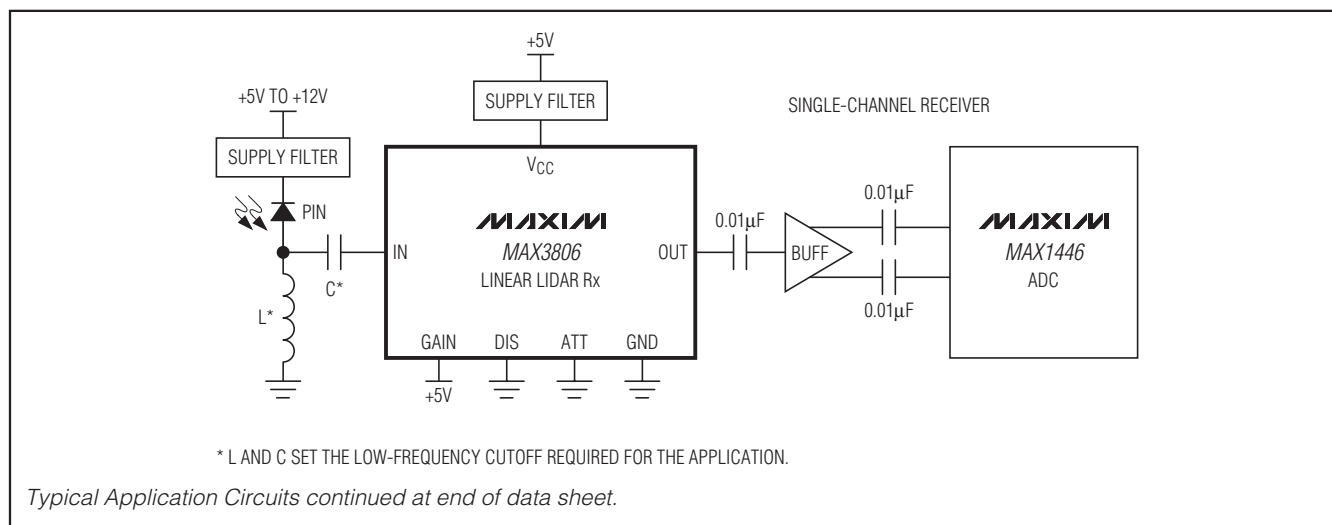 +5V
+5V TO +12V
SUPPLY FILTER
SINGLE-CHANNEL RECEIVER
SUPPLY FILTER
VCC
PIN
MAXIM
MAX3806
LINEAR LIDAR Rx
IN
OUT
C*
L*
GAIN
DIS
ATT
GND
+5V
0.01μF
BUFF
0.01μF
0.01μF
MAXIM
MAX1446
ADC
* L AND C SET THE LOW-FREQUENCY CUTOFF REQUIRED FOR THE APPLICATION.
Typical Application Circuits continued at end of data sheet.